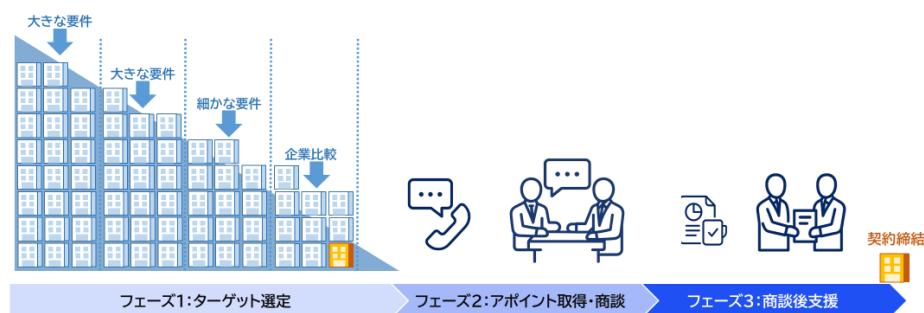 大きな要件
大きな要件
細かな要件
企業比較
契約締結
フェーズ1:ターゲット選定
フェーズ2:アポイント取得・商談
フェーズ3:商談後支援